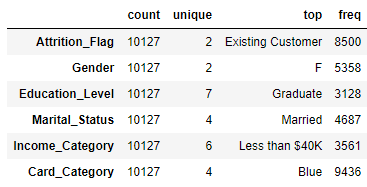 count unique top freq
Attrition_Flag 10127 2 Existing Customer 8500
Gender 10127 2 F 5358
Education_Level 10127 7 Graduate 3128
Marital_Status 10127 4 Married 4687
Income_Category 10127 6 Less than $40K 3561
Card_Category 10127 4 Blue 9436